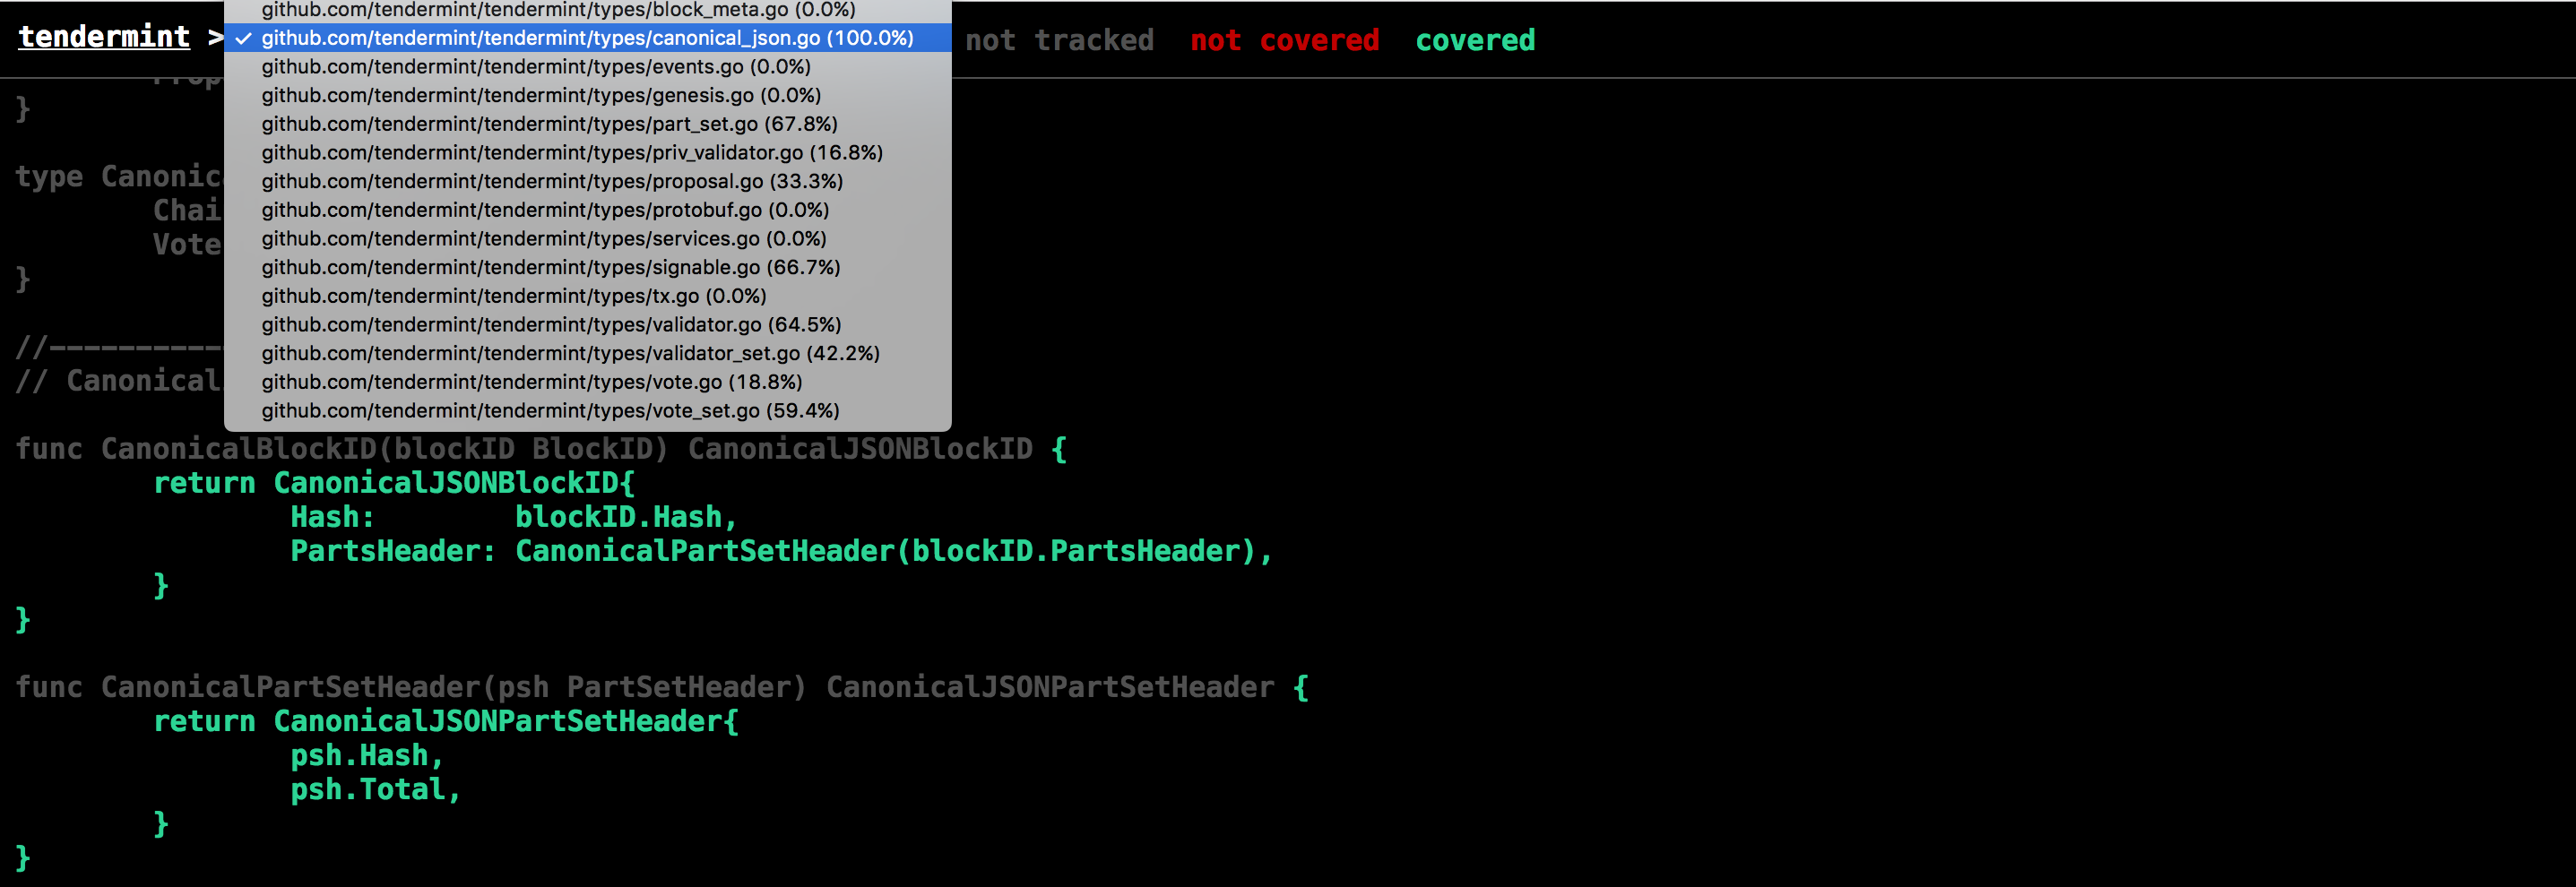 github.com/tendermint/tendermint/types/block_meta.go (0.0%)
tendermint > ✓ github.com/tendermint/tendermint/types/canonical_json.go (100.0%) not tracked not covered covered
github.com/tendermint/tendermint/types/events.go (0.0%)
github.com/tendermint/tendermint/types/genesis.go (0.0%)
}
github.com/tendermint/tendermint/types/part_set.go (67.8%)
github.com/tendermint/tendermint/types/priv_validator.go (16.8%)
type Canonic
github.com/tendermint/tendermint/types/proposal.go (33.3%)
Chai
github.com/tendermint/tendermint/types/protobuf.go (0.0%)
Vote
github.com/tendermint/tendermint/types/services.go (0.0%)
}
github.com/tendermint/tendermint/types/signable.go (66.7%)
github.com/tendermint/tendermint/types/tx.go (0.0%)
github.com/tendermint/tendermint/types/validator.go (64.5%)
//----------
github.com/tendermint/tendermint/types/validator_set.go (42.2%)
// Canonical
github.com/tendermint/tendermint/types/vote.go (18.8%)
github.com/tendermint/tendermint/types/vote_set.go (59.4%)
func CanonicalBlockID(blockID BlockID) CanonicalJSONBlockID {
return CanonicalJSONBlockID{
Hash: blockID.Hash,
PartsHeader: CanonicalPartSetHeader(blockID.PartsHeader),
}
}
func CanonicalPartSetHeader(psh PartSetHeader) CanonicalJSONPartSetHeader {
return CanonicalJSONPartSetHeader{
psh.Hash,
psh.Total,
}
}